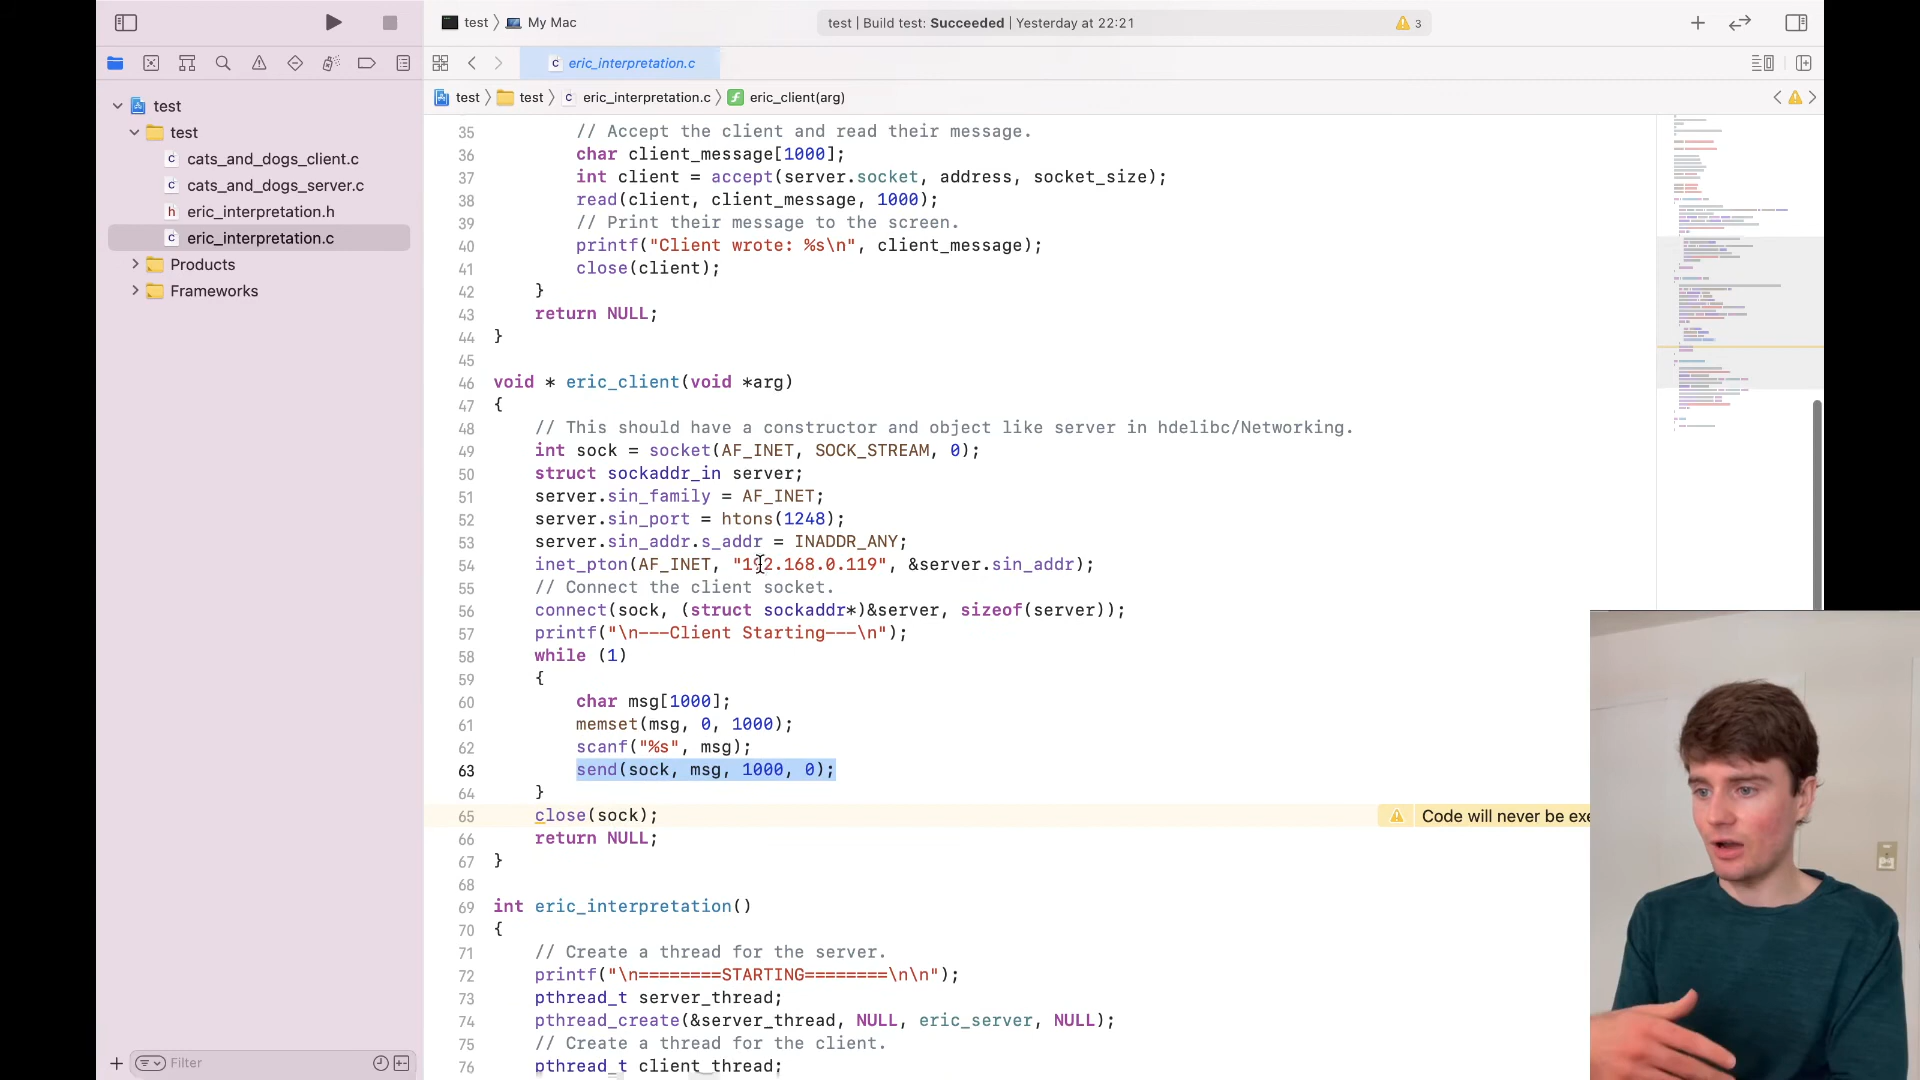 test
My Mac
test | Build test: Succeeded | Yesterday at 22:21
3
eric_interpretation.c
test
test
eric_interpretation.c
eric_client(arg)
test
test
cats_and_dogs_client.c
cats_and_dogs_server.c
eric_interpretation.h
eric_interpretation.c
Products
Frameworks
Filter
35 // Accept the client and read their message.
36 char client_message[1000];
37 int client = accept(server.socket, address, socket_size);
38 read(client, client_message, 1000);
39 // Print their message to the screen.
40 printf("Client wrote: %s\n", client_message);
41 close(client);
42 }
43 return NULL;
44 }
45
46 void * eric_client(void *arg)
47 {
48 // This should have a constructor and object like server in hdelibc/Networking.
49 int sock = socket(AF_INET, SOCK_STREAM, 0);
50 struct sockaddr_in server;
51 server.sin_family = AF_INET;
52 server.sin_port = htons(1248);
53 server.sin_addr.s_addr = INADDR_ANY;
54 inet_pton(AF_INET, "192.168.0.119", &server.sin_addr);
55 // Connect the client socket.
56 connect(sock, (struct sockaddr*)&server, sizeof(server));
57 printf("\n---Client Starting---\n");
58 while (1)
59 {
60 char msg[1000];
61 memset(msg, 0, 1000);
62 scanf("%s", msg);
63 send(sock, msg, 1000, 0);
64 }
65 close(sock); Code will never be exe
66 return NULL;
67 }
68
69 int eric_interpretation()
70 {
71 // Create a thread for the server.
72 printf("\n========STARTING========\n\n");
73 pthread_t server_thread;
74 pthread_create(&server_thread, NULL, eric_server, NULL);
75 // Create a thread for the client.
76 pthread_t client_thread;